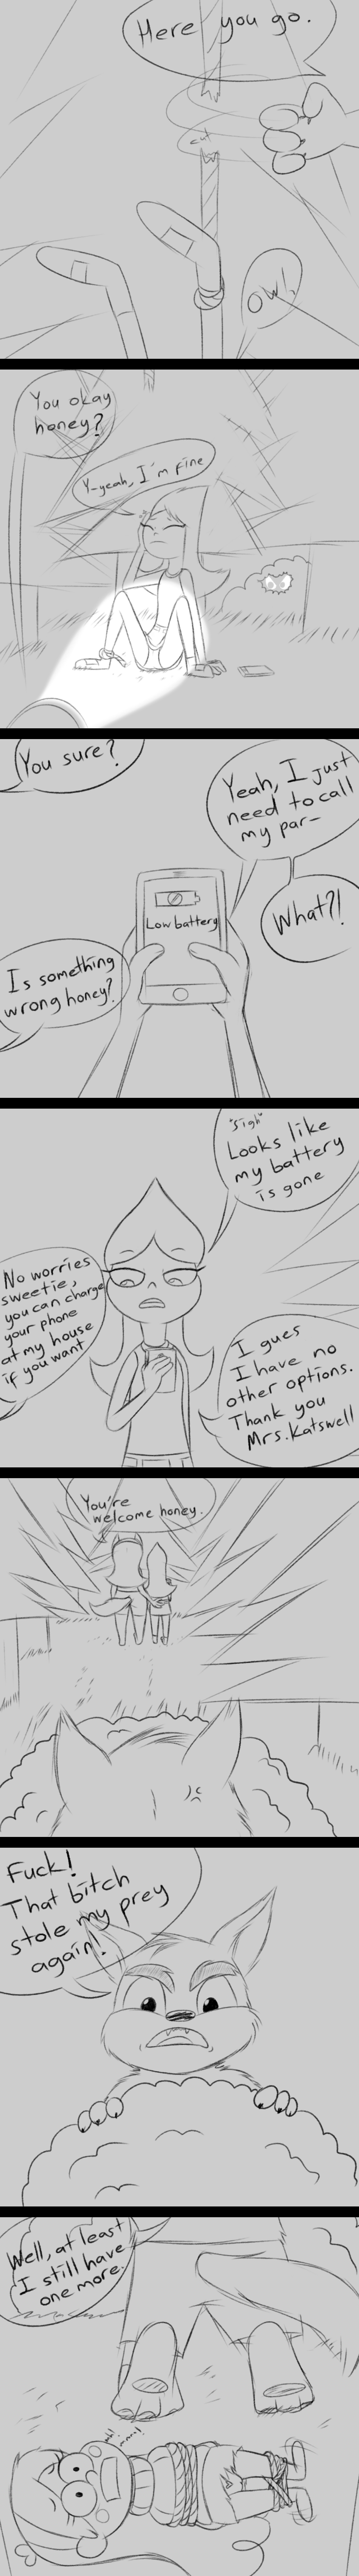 Here you go.
cut
OW!
You okay
honey?
Y-yeah, I'm fine
You sure?
Yeah, I just
need to call
my par-
What?!
Low battery
Is something
wrong honey?
*sigh*
Looks like
my battery
is gone
No worries
sweetie,
you can charge
your phone
at my house
if you want
I gues
I have no
other options.
Thank you
Mrs. Katswell
You're
welcome honey.
Fuck!
That bitch
stole my prey
again!
Well, at least
I still have
one more.